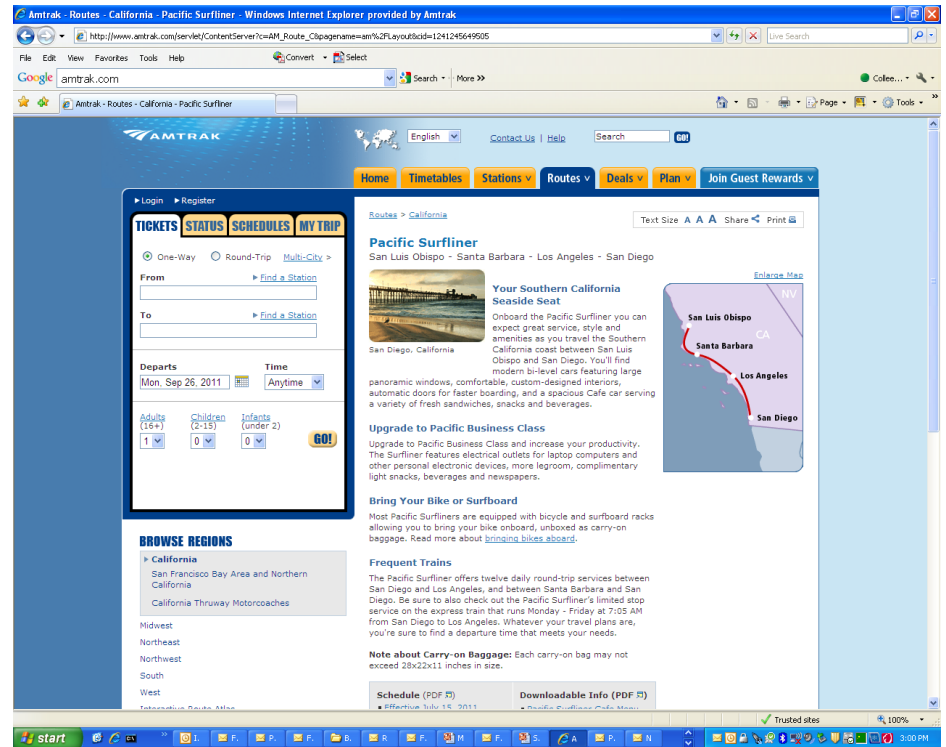 Amtrak - Routes - California - Pacific Surfliner - Windows Internet Explorer provided by Amtrak
http://www.amtrak.com/servlet/ContentServer?c=AM_Route_C&pagename=am%2FLayout&cid=1241245649505
Live Search
File Edit View Favorites Tools Help
Convert
Select
Google amtrak.com Search More >>
Collee...
Amtrak - Routes - California - Pacific Surfliner
Page Tools
AMTRAK
English
Contact Us | Help
Search
GO!
Home Timetables Stations v Routes v Deals v Plan v Join Guest Rewards v
Login Register
TICKETS STATUS SCHEDULES MY TRIP
One-Way Round-Trip Multi-City >
From Find a Station
To Find a Station
Departs Time
Mon, Sep 26, 2011 Anytime
Adults Children Infants
(16+) (2-15) (under 2)
1 0 0 GO!
BROWSE REGIONS
California
San Francisco Bay Area and Northern
California
California Thruway Motorcoaches
Midwest
Northeast
Northwest
South
West
Interactive Route Atlas
Routes > California
Text Size A A A Share Print
Pacific Surfliner
San Luis Obispo - Santa Barbara - Los Angeles - San Diego
San Diego, California
Your Southern California
Seaside Seat
Onboard the Pacific Surfliner you can
expect great service, style and
amenities as you travel the Southern
California coast between San Luis
Obispo and San Diego. You'll find
modern bi-level cars featuring large
panoramic windows, comfortable, custom-designed interiors,
automatic doors for faster boarding, and a spacious Cafe car serving
a variety of fresh sandwiches, snacks and beverages.
Upgrade to Pacific Business Class
Upgrade to Pacific Business Class and increase your productivity.
The Surfliner features electrical outlets for laptop computers and
other personal electronic devices, more legroom, complimentary
light snacks, beverages and newspapers.
Bring Your Bike or Surfboard
Most Pacific Surfliners are equipped with bicycle and surfboard racks
allowing you to bring your bike onboard, unboxed as carry-on
baggage. Read more about bringing bikes aboard.
Frequent Trains
The Pacific Surfliner offers twelve daily round-trip services between
San Diego and Los Angeles, and between Santa Barbara and San
Diego. Be sure to also check out the Pacific Surfliner's limited stop
service on the express train that runs Monday - Friday at 7:05 AM
from San Diego to Los Angeles. Whatever your travel plans are,
you're sure to find a departure time that meets your needs.
Note about Carry-on Baggage: Each carry-on bag may not
exceed 28x22x11 inches in size.
Schedule (PDF)
Effective July 15, 2011
Downloadable Info (PDF)
Pacific Surfliner Cafe Menu
Enlarge Map
NV
CA
San Luis Obispo
Santa Barbara
Los Angeles
San Diego
Trusted sites
100%
start
I. F. P. F. B. R F. M F. S. A P. N
3:00 PM